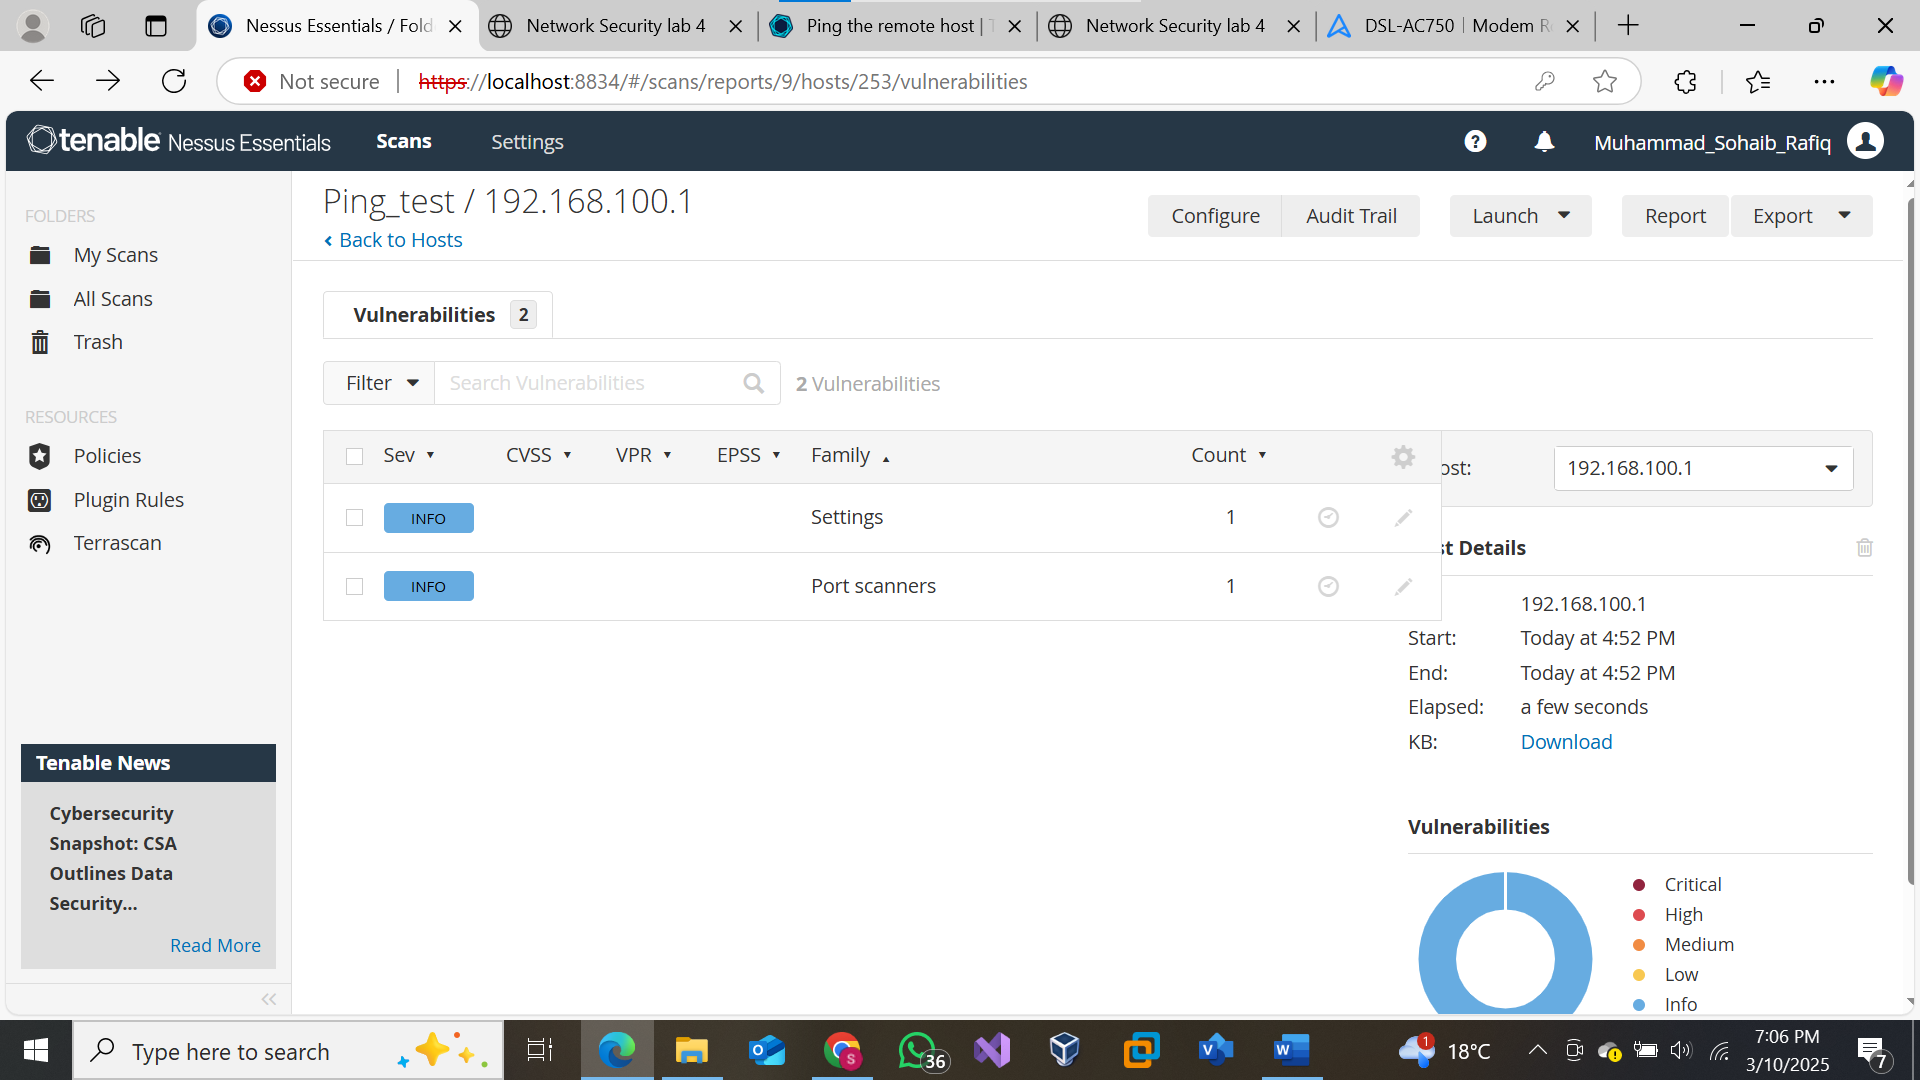 Nessus Essentials / Fold
Network Security lab 4
Ping the remote host | T
Network Security lab 4
DSL-AC750 | Modem R
Not secure
https://localhost:8834/#/scans/reports/9/hosts/253/vulnerabilities
tenable Nessus Essentials
Scans
Settings
Muhammad_Sohaib_Rafiq
FOLDERS
My Scans
All Scans
Trash
RESOURCES
Policies
Plugin Rules
Terrascan
Tenable News
Cybersecurity
Snapshot: CSA
Outlines Data
Security...
Read More
Ping_test / 192.168.100.1
Back to Hosts
Configure
Audit Trail
Launch
Report
Export
Vulnerabilities 2
Filter
Search Vulnerabilities
2 Vulnerabilities
Sev CVSS VPR EPSS Family Count
INFO Settings 1
INFO Port scanners 1
ost: 192.168.100.1
t Details
192.168.100.1
Start: Today at 4:52 PM
End: Today at 4:52 PM
Elapsed: a few seconds
KB: Download
Vulnerabilities
Critical
High
Medium
Low
Info
Type here to search
36
1
18°C
7:06 PM
3/10/2025
7